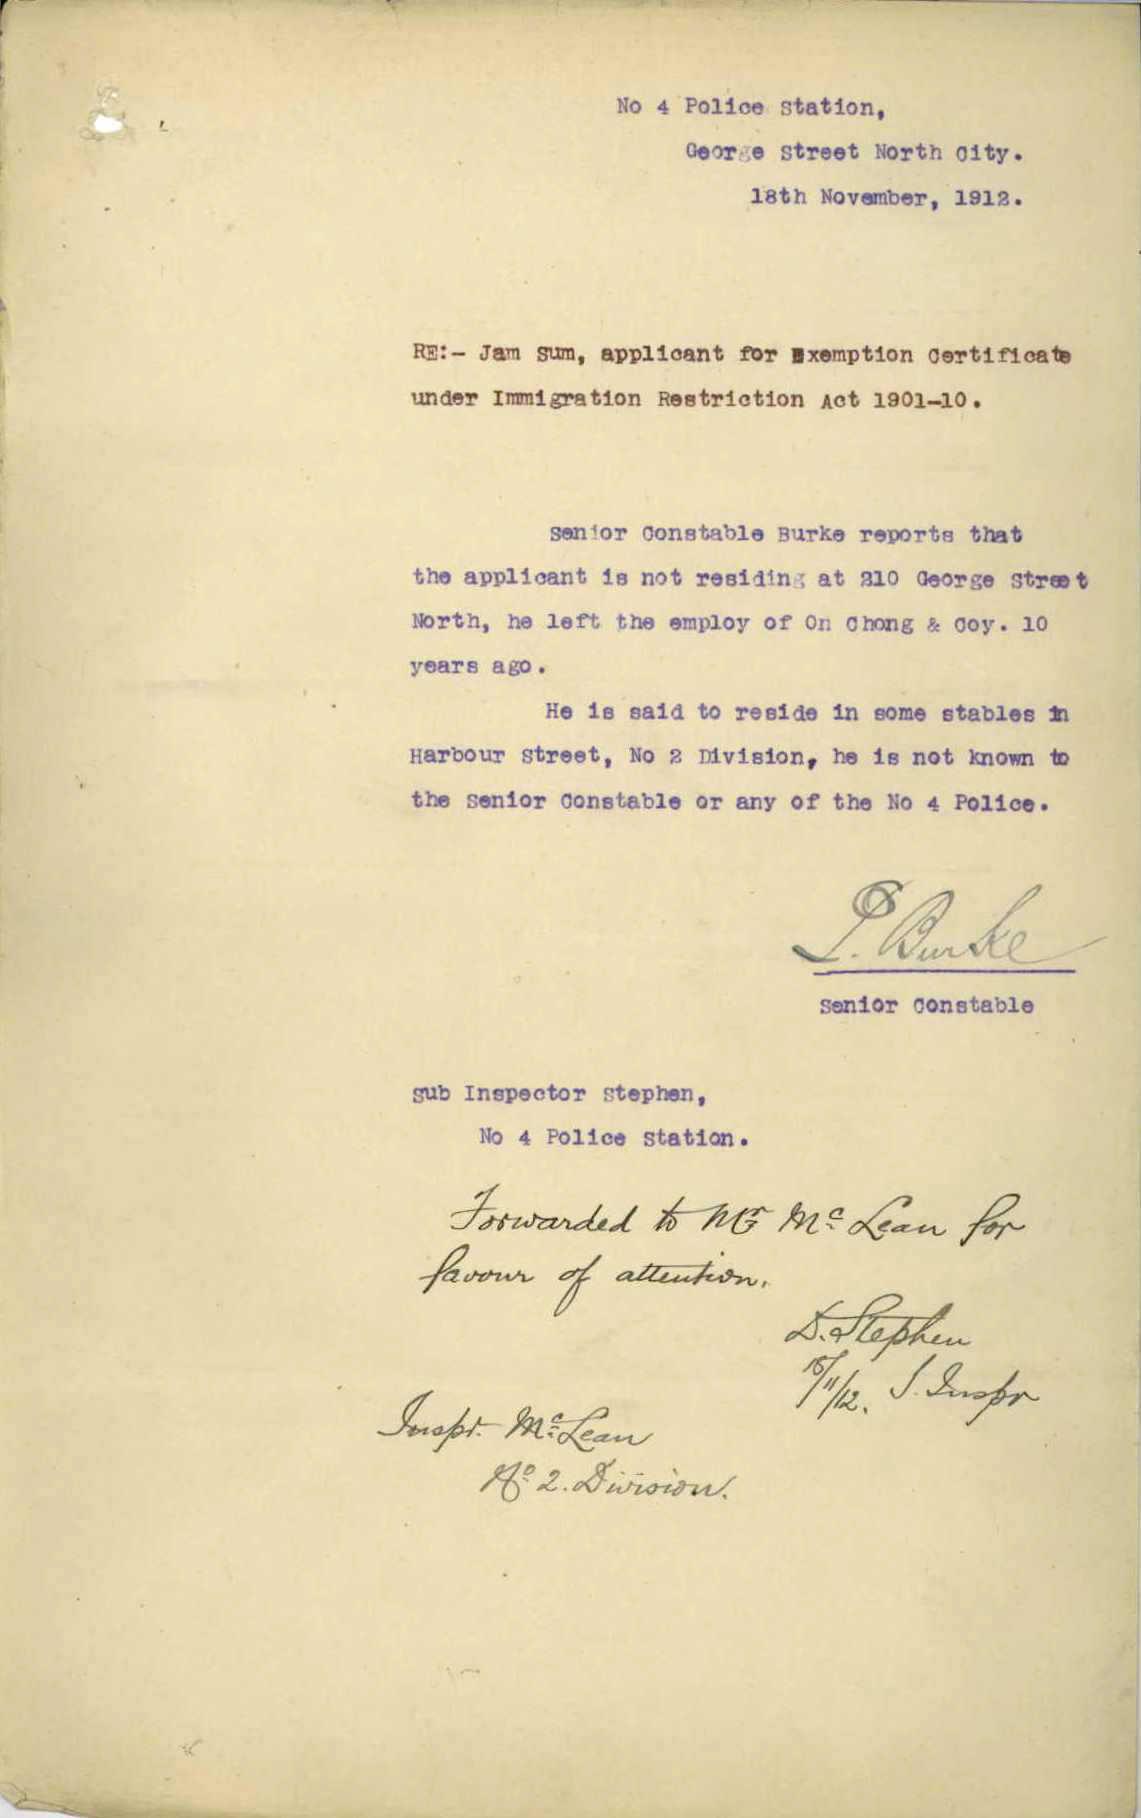 No 4 Police Station,
George Street North City.
18th November, 1912.
RE:- Jam Sum, applicant for Exemption Certificate
under Immigration Restriction Act 1901-10.
Senior Constable Burke reports that
the applicant is not residing at 210 George Street
North, he left the employ of On Chong & Coy. 10
years ago.
He is said to reside in some stables in
Harbour Street, No 2 Division, he is not known to
the Senior Constable or any of the No 4 Police.
P. Burke
Senior Constable
Sub Inspector Stephen,
No 4 Police Station.
Forwarded to Mr McLean for
favour of attention.
D. Stephen
18/11/12. S. Inspr
Inspr. McLean
No 2. Division.